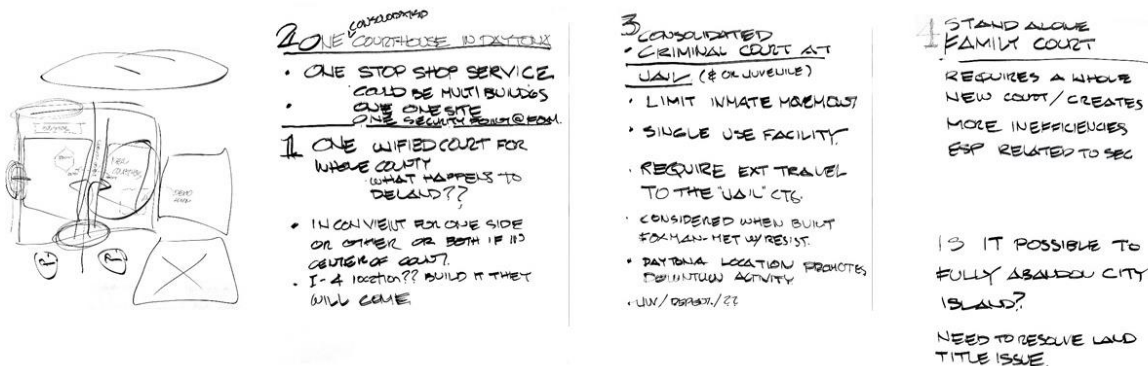 P
P
CONSOLIDATED
2 ONE COURTHOUSE IN DAYTONA
• ONE STOP SHOP SERVICE
COULD BE MULTI BUILDGS
• ONE ONE SITE
ONE SECURITY POINT @
1 ONE UNIFIED COURT FOR
WHOLE COUNTY
WHAT HAPPENS TO
DELAND??
• INCONVIENT FOR ONE SIDE
OR OTHER OR BOTH IF ITS
CENTER OF COUNT.
• I-4 LOCATION?? BUILD IT THEY
WILL COME
3 CONSOLIDATED
• CRIMINAL COURT AT
JAIL (& OR JUVENILE)
• LIMIT INMATE MOVEMENT
• SINGLE USE FACILITY.
• REQUIRE EXT TRAVEL
TO THE "JAIL" CTS.
• CONSIDERED WHEN BUILT
FOXMAN-MET W/RESIST.
• DAYTONA LOCATION PROMOTES
DOWNTOWN ACTIVITY
4 STAND ALONE
FAMILY COURT
REQUIRES A WHOLE
NEW COURT/CREATES
MORE INEFFICIENCIES
ESP RELATED TO SEC
IS IT POSSIBLE TO
FULLY ABANDON CITY
ISLAND?
NEED TO RESOLVE LAND
TITLE ISSUE.